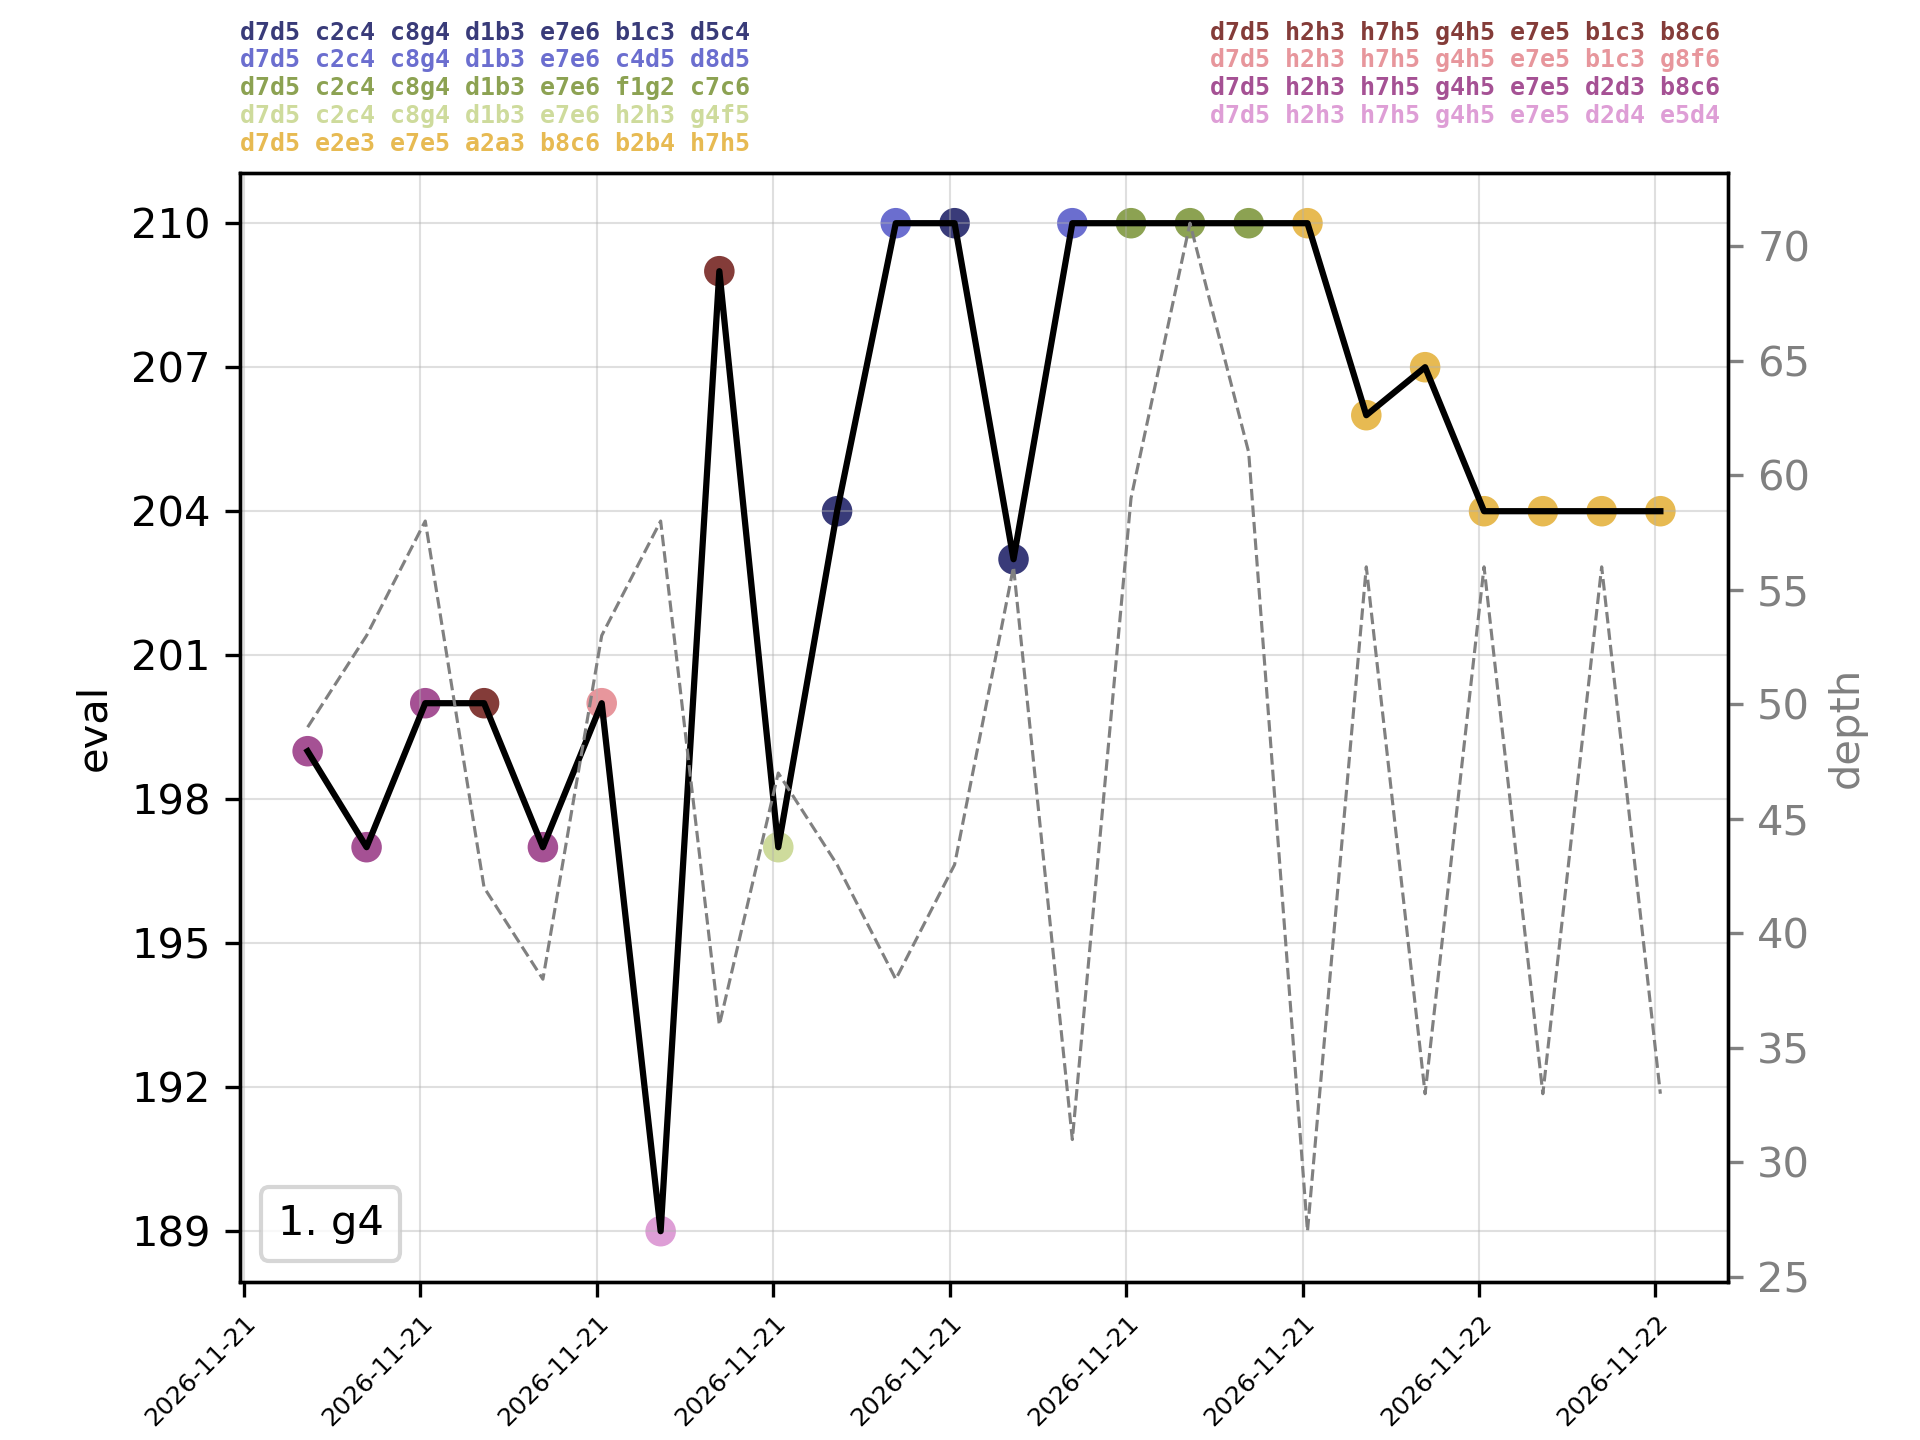 d7d5 c2c4 c8g4 d1b3 e7e6 b1c3 d5c4
d7d5 c2c4 c8g4 d1b3 e7e6 c4d5 d8d5
d7d5 c2c4 c8g4 d1b3 e7e6 f1g2 c7c6
d7d5 c2c4 c8g4 d1b3 e7e6 h2h3 g4f5
d7d5 e2e3 e7e5 a2a3 b8c6 b2b4 h7h5
d7d5 h2h3 h7h5 g4h5 e7e5 b1c3 b8c6
d7d5 h2h3 h7h5 g4h5 e7e5 b1c3 g8f6
d7d5 h2h3 h7h5 g4h5 e7e5 d2d3 b8c6
d7d5 h2h3 h7h5 g4h5 e7e5 d2d4 e5d4
210
207
204
201
198
195
192
189
eval
70
65
60
55
50
45
40
35
30
25
depth
1. g4
2026-11-21
2026-11-21
2026-11-21
2026-11-21
2026-11-21
2026-11-21
2026-11-21
2026-11-22
2026-11-22